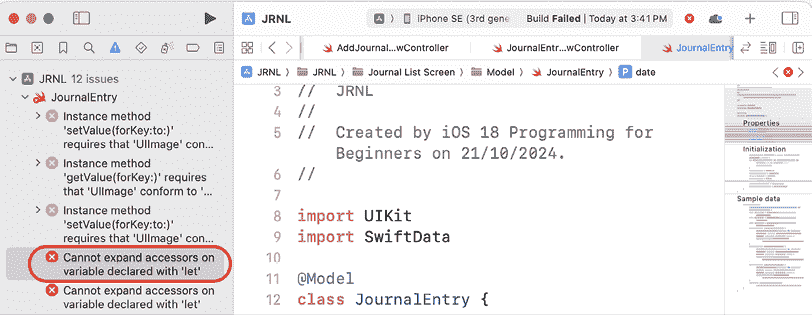 JRNL
iPhone SE (3rd gene
Build Failed | Today at 3:41 PM
AddJournal...wController
JournalEntr...wController
JournalEntry
JRNL 〉 JRNL 〉 Journal List Screen 〉 Model 〉 JournalEntry 〉 P date
JRNL 12 issues
JournalEntry
Instance method
'setValue(forKey:to:)'
requires that 'UIImage' con...
Instance method
'getValue(forKey:)' requires
that 'UIImage' conform to '...
Instance method
'setValue(forKey:to:)'
requires that 'UIImage' con...
Cannot expand accessors on
variable declared with 'let'
Cannot expand accessors on
variable declared with 'let'
3 // JRNL
4 //
5 // Created by iOS 18 Programming for
Beginners on 21/10/2024.
6 //
7
8 import UIKit
9 import SwiftData
10
11 @Model
12 class JournalEntry {
Properties
Initialization
Sample data